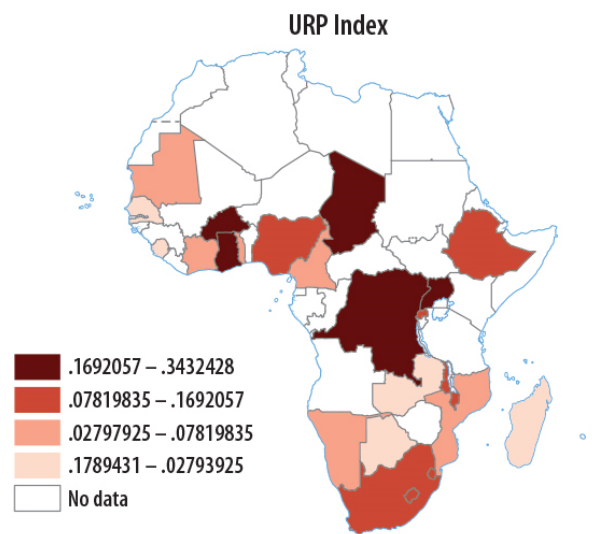 URP Index
.1692057 – .3432428
.07819835 – .1692057
.02797925 – .07819835
.1789431 – .02793925
No data